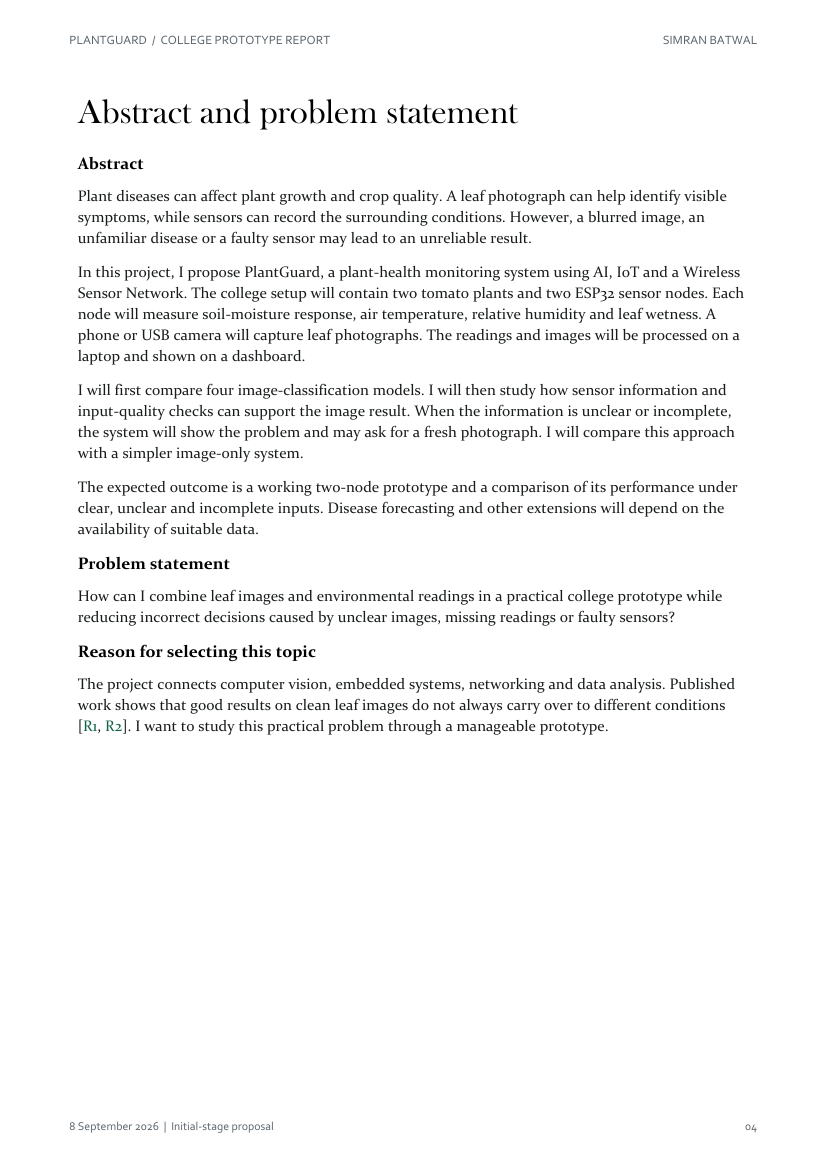 PLANTGUARD / COLLEGE PROTOTYPE REPORT
SIMRAN BATWAL
Abstract and problem statement
Abstract
Plant diseases can affect plant growth and crop quality. A leaf photograph can help identify visible
symptoms, while sensors can record the surrounding conditions. However, a blurred image, an
unfamiliar disease or a faulty sensor may lead to an unreliable result.
In this project, I propose PlantGuard, a plant-health monitoring system using AI, IoT and a Wireless
Sensor Network. The college setup will contain two tomato plants and two ESP32 sensor nodes. Each
node will measure soil-moisture response, air temperature, relative humidity and leaf wetness. A
phone or USB camera will capture leaf photographs. The readings and images will be processed on a
laptop and shown on a dashboard.
I will first compare four image-classification models. I will then study how sensor information and
input-quality checks can support the image result. When the information is unclear or incomplete,
the system will show the problem and may ask for a fresh photograph. I will compare this approach
with a simpler image-only system.
The expected outcome is a working two-node prototype and a comparison of its performance under
clear, unclear and incomplete inputs. Disease forecasting and other extensions will depend on the
availability of suitable data.
Problem statement
How can I combine leaf images and environmental readings in a practical college prototype while
reducing incorrect decisions caused by unclear images, missing readings or faulty sensors?
Reason for selecting this topic
The project connects computer vision, embedded systems, networking and data analysis. Published
work shows that good results on clean leaf images do not always carry over to different conditions
[R1, R2]. I want to study this practical problem through a manageable prototype.
8 September 2026 | Initial-stage proposal
04